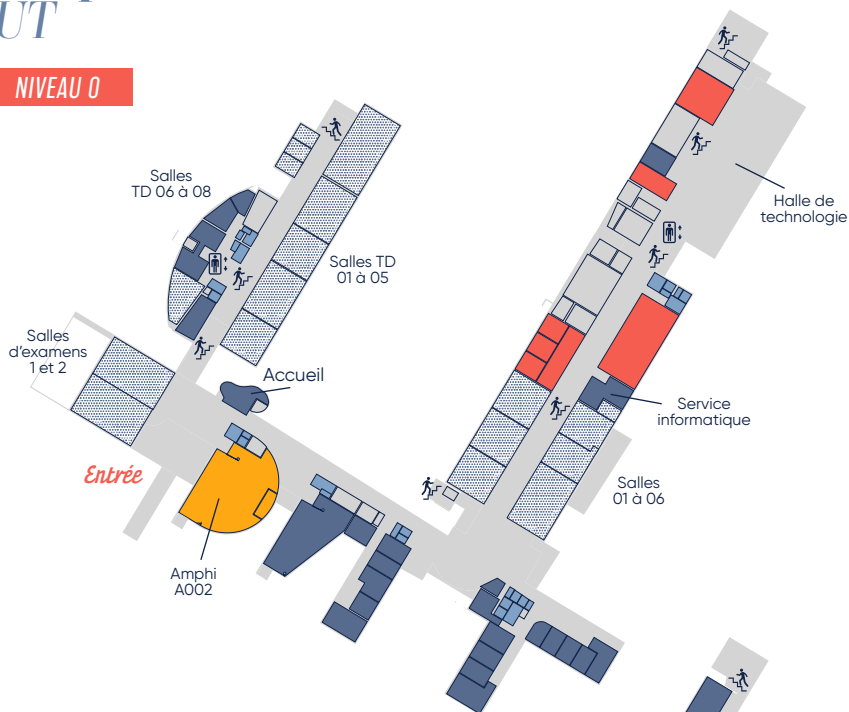 UT
NIVEAU 0
Salles
TD 06 à 08
Halle de
technologie
Salles TD
01 à 05
Salles
d'examens
1 et 2
Accueil
Service
informatique
Entrée
Salles
01 à 06
Amphi
A002